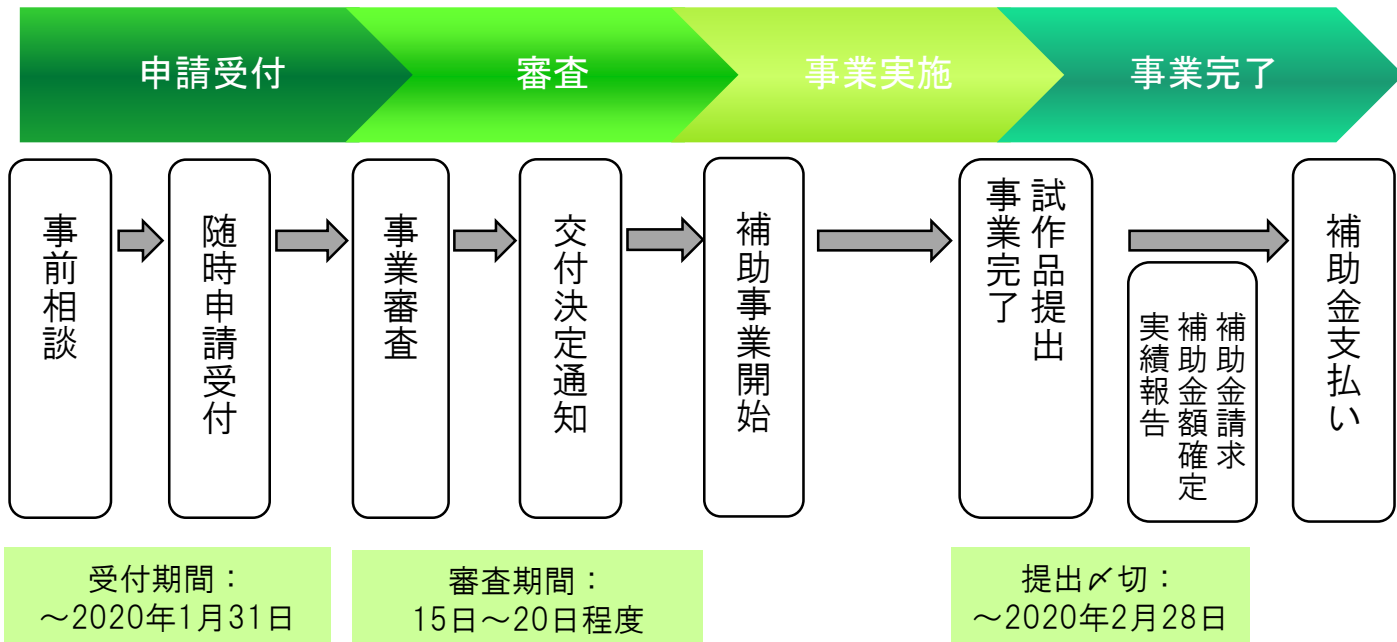 申請受付
審査
事業実施
事業完了
事前相談
随時申請受付
事業審査
交付決定通知
補助事業開始
事業完了
試作品提出
実績報告
補助金額確定
補助金請求
補助金支払い
受付期間：
～2020年1月31日
審査期間：
15日～20日程度
提出〆切：
～2020年2月28日